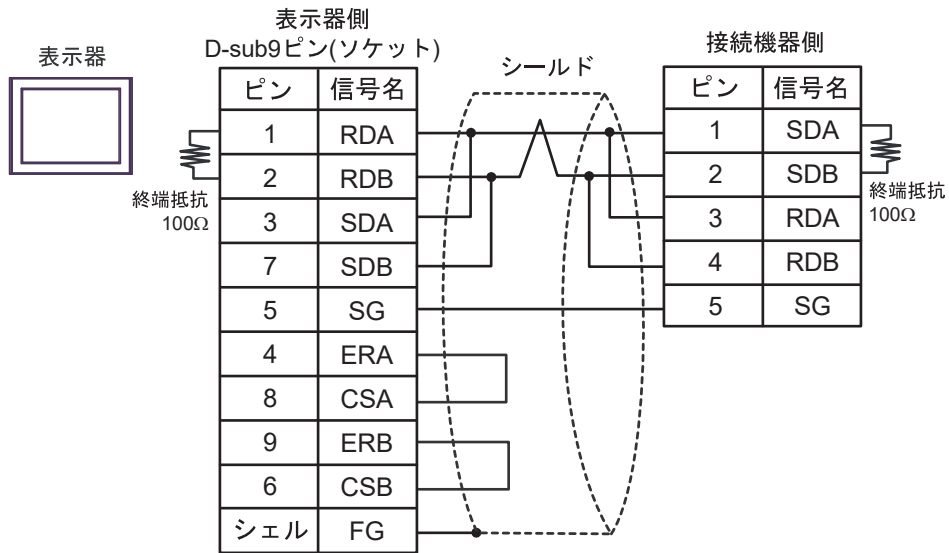 表示器
表示器側
D-sub9ピン(ソケット)
ピン 信号名
1 RDA
2 RDB
3 SDA
7 SDB
5 SG
4 ERA
8 CSA
9 ERB
6 CSB
シェル FG
終端抵抗
100Ω
シールド
接続機器側
ピン 信号名
1 SDA
2 SDB
3 RDA
4 RDB
5 SG
終端抵抗
100Ω